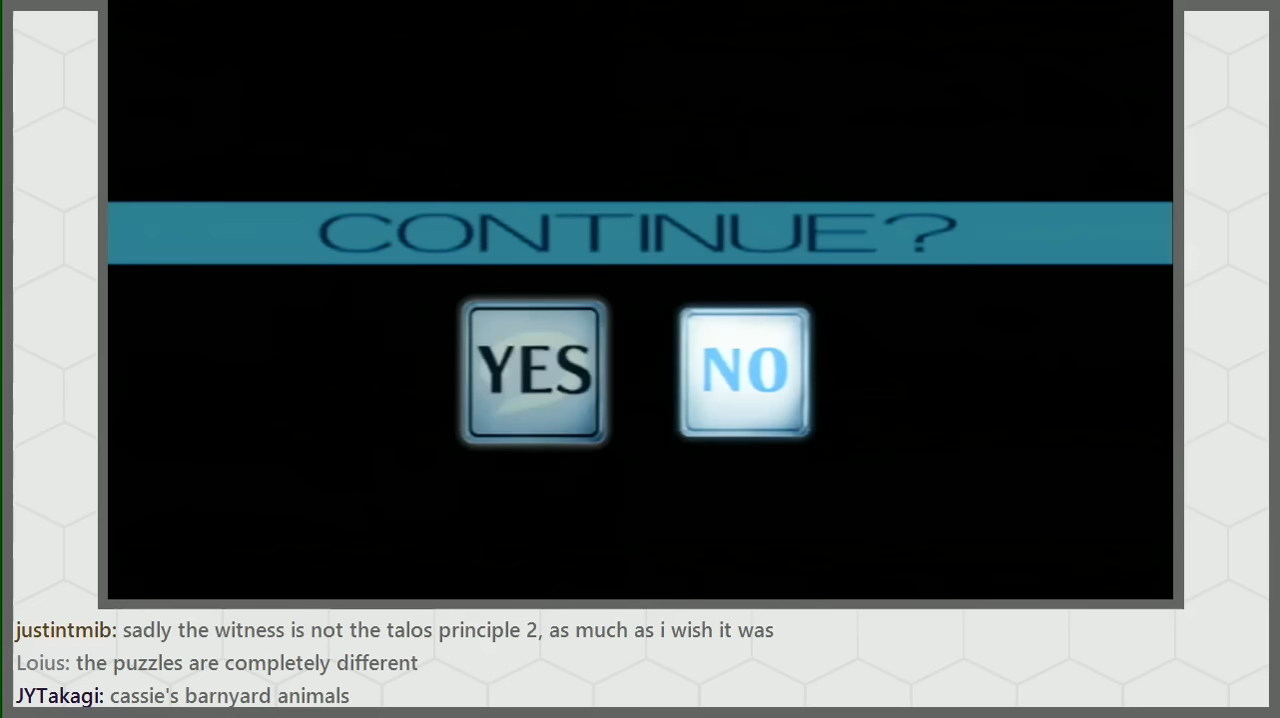 CONTINUE?
YES NO
justintmib: sadly the witness is not the talos principle 2, as much as i wish it was
Loius: the puzzles are completely different
JYTakagi: cassie's barnyard animals